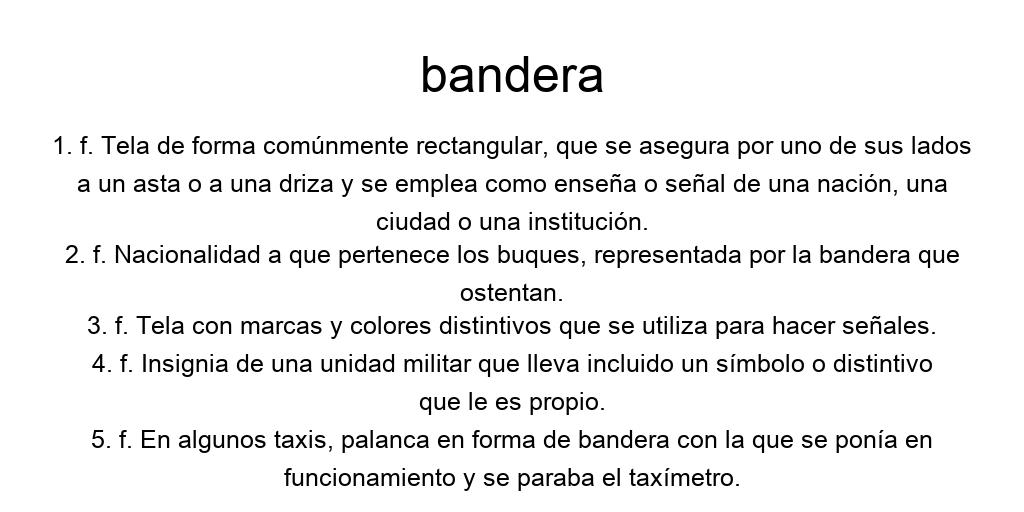 bandera
1. f. Tela de forma comúnmente rectangular, que se asegura por uno de sus lados
a un asta o a una driza y se emplea como enseña o señal de una nación, una
ciudad o una institución.
2. f. Nacionalidad a que pertenece los buques, representada por la bandera que
ostentan.
3. f. Tela con marcas y colores distintivos que se utiliza para hacer señales.
4. f. Insignia de una unidad militar que lleva incluido un símbolo o distintivo
que le es propio.
5. f. En algunos taxis, palanca en forma de bandera con la que se ponía en
funcionamiento y se paraba el taxímetro.